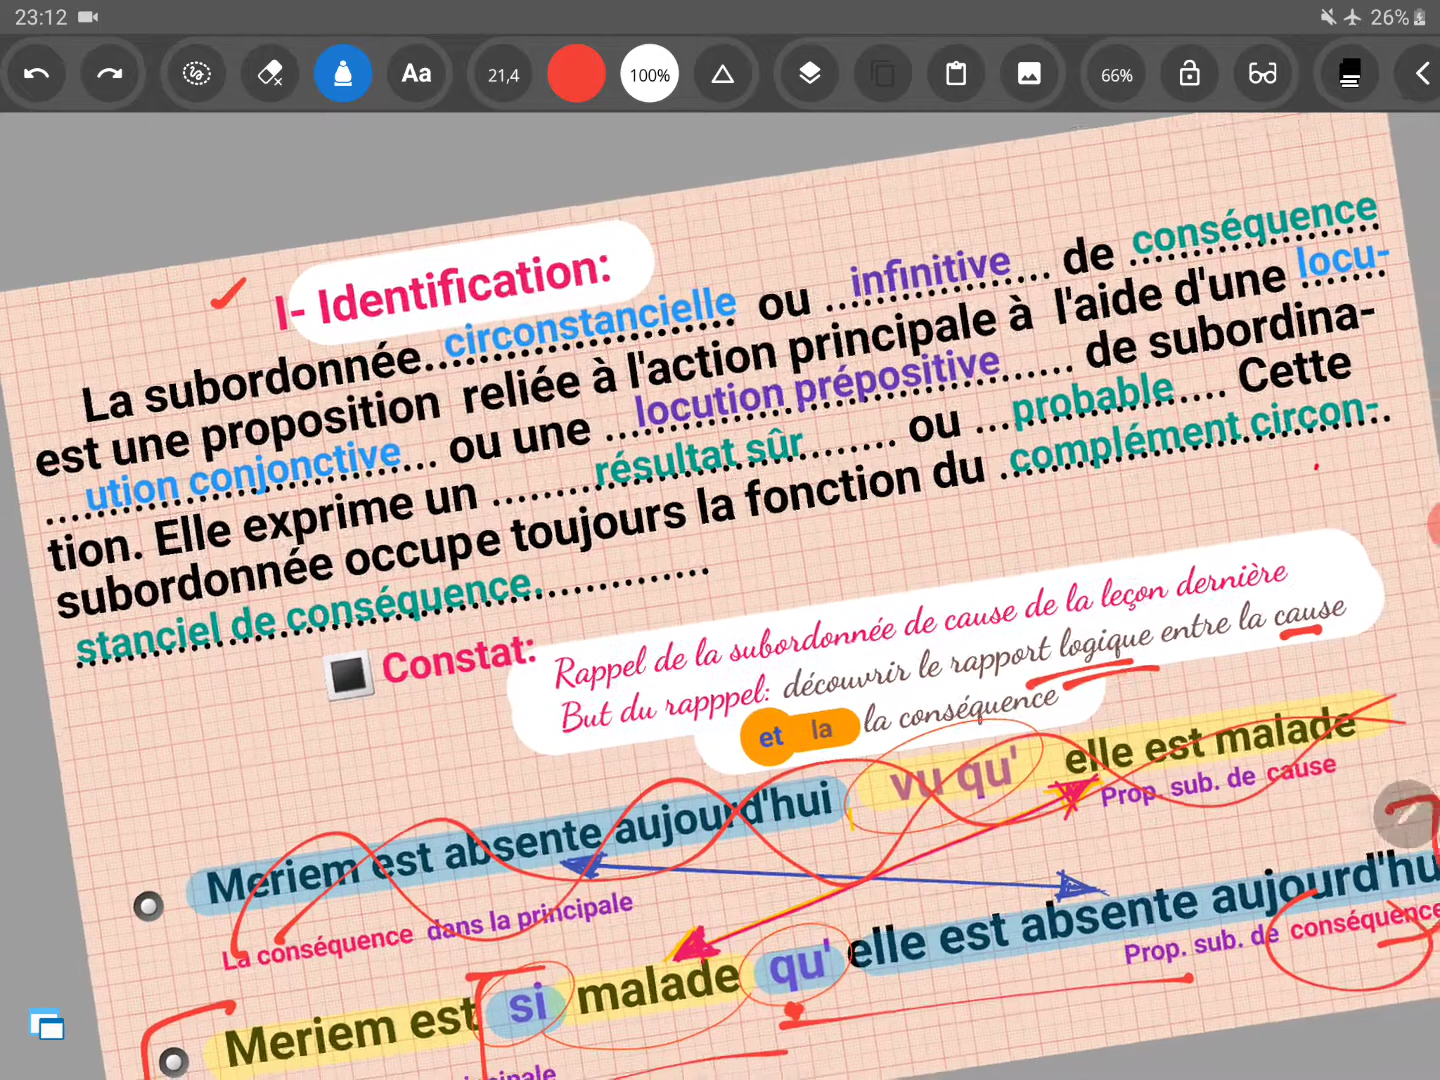 23:12
26%
Aa
21,4
100%
66%
I- Identification:
La subordonnée..circonstancielle ou ...infinitive... de conséquence
est une proposition reliée à l'action principale à l'aide d'une locu-
....ution conjonctive... ou une ...locution prépositive...... de subordina-
tion. Elle exprime un ........résultat sûr........ ou ...probable.... Cette
subordonnée occupe toujours la fonction du .complément circon-.
stanciel de conséquence..............
Constat:
Rappel de la subordonnée de cause de la leçon dernière
But du rapppel: découvrir le rapport logique entre la cause
et la la conséquence
Meriem est absente aujourd'hui vu qu' elle est malade
La conséquence dans la principale
Prop. sub. de cause
Meriem est si malade qu' elle est absente aujourd'hu
Prop. sub. de conséquence